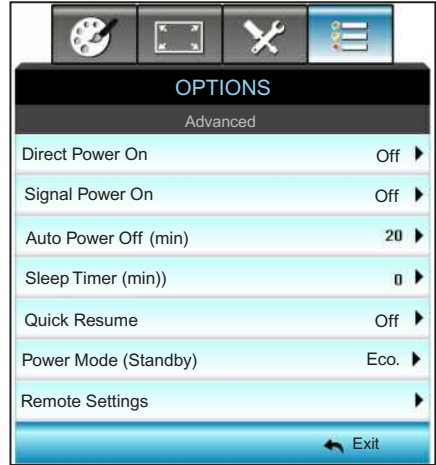 OPTIONS
Advanced
Direct Power On Off
Signal Power On Off
Auto Power Off (min) 20
Sleep Timer (min)) 0
Quick Resume Off
Power Mode (Standby) Eco.
Remote Settings
Exit